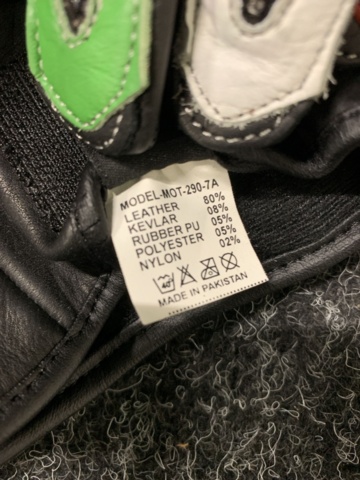 MODEL-MOT-290-7A
LEATHER 80%
KEVLAR 08%
RUBBER PU 05%
POLYESTER 05%
NYLON 02%
40°
MADE IN PAKISTAN